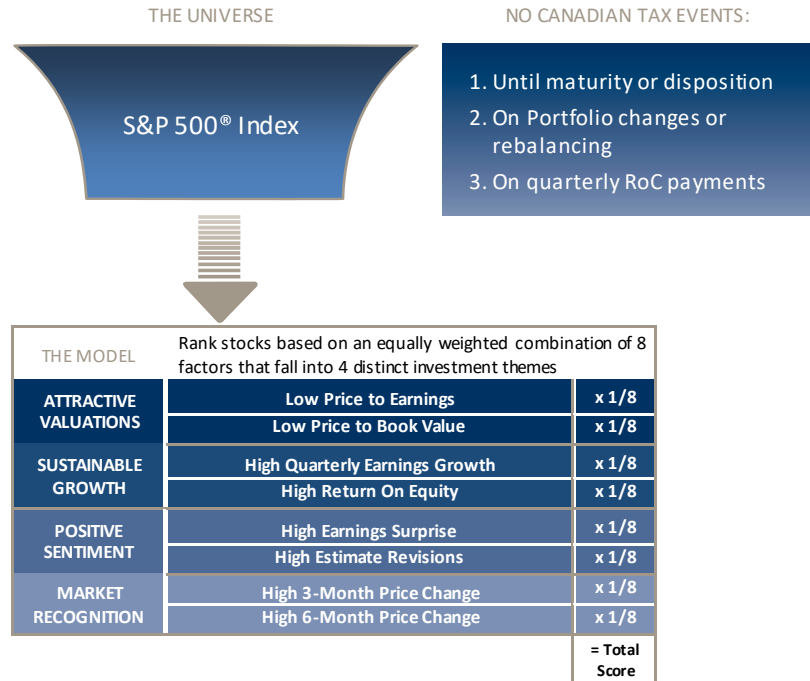 THE UNIVERSE
S&P 500® Index
NO CANADIAN TAX EVENTS:
1. Until maturity or disposition
2. On Portfolio changes or
rebalancing
3. On quarterly RoC payments
THE MODEL
Rank stocks based on an equally weighted combination of 8
factors that fall into 4 distinct investment themes
ATTRACTIVE
VALUATIONS
Low Price to Earnings
x 1/8
Low Price to Book Value
x 1/8
SUSTAINABLE
GROWTH
High Quarterly Earnings Growth
x 1/8
High Return On Equity
x 1/8
POSITIVE
SENTIMENT
High Earnings Surprise
x 1/8
High Estimate Revisions
x 1/8
MARKET
RECOGNITION
High 3-Month Price Change
x 1/8
High 6-Month Price Change
x 1/8
= Total
Score